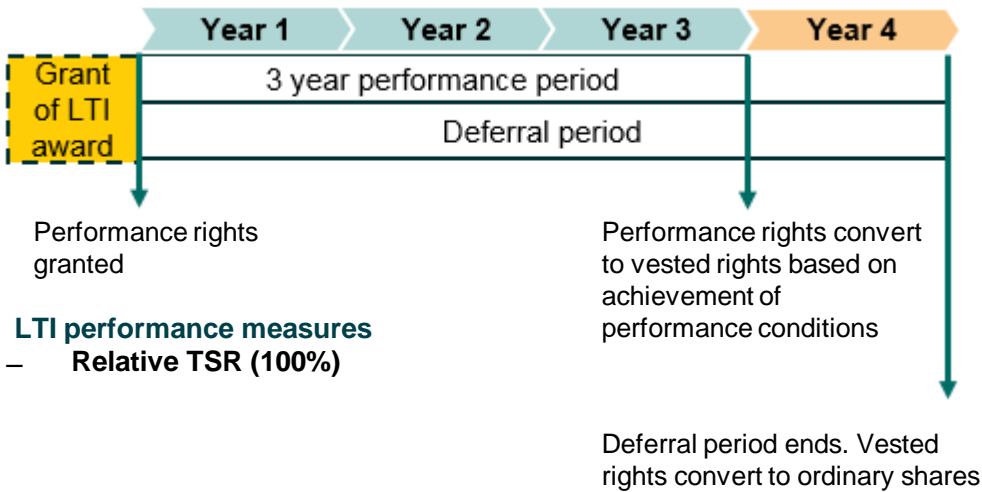 Year 1
Year 2
Year 3
Year 4
Grant
of LTI
award
3 year performance period
Deferral period
Performance rights
granted
Performance rights convert
to vested rights based on
achievement of
performance conditions
LTI performance measures
– Relative TSR (100%)
Deferral period ends. Vested
rights convert to ordinary shares